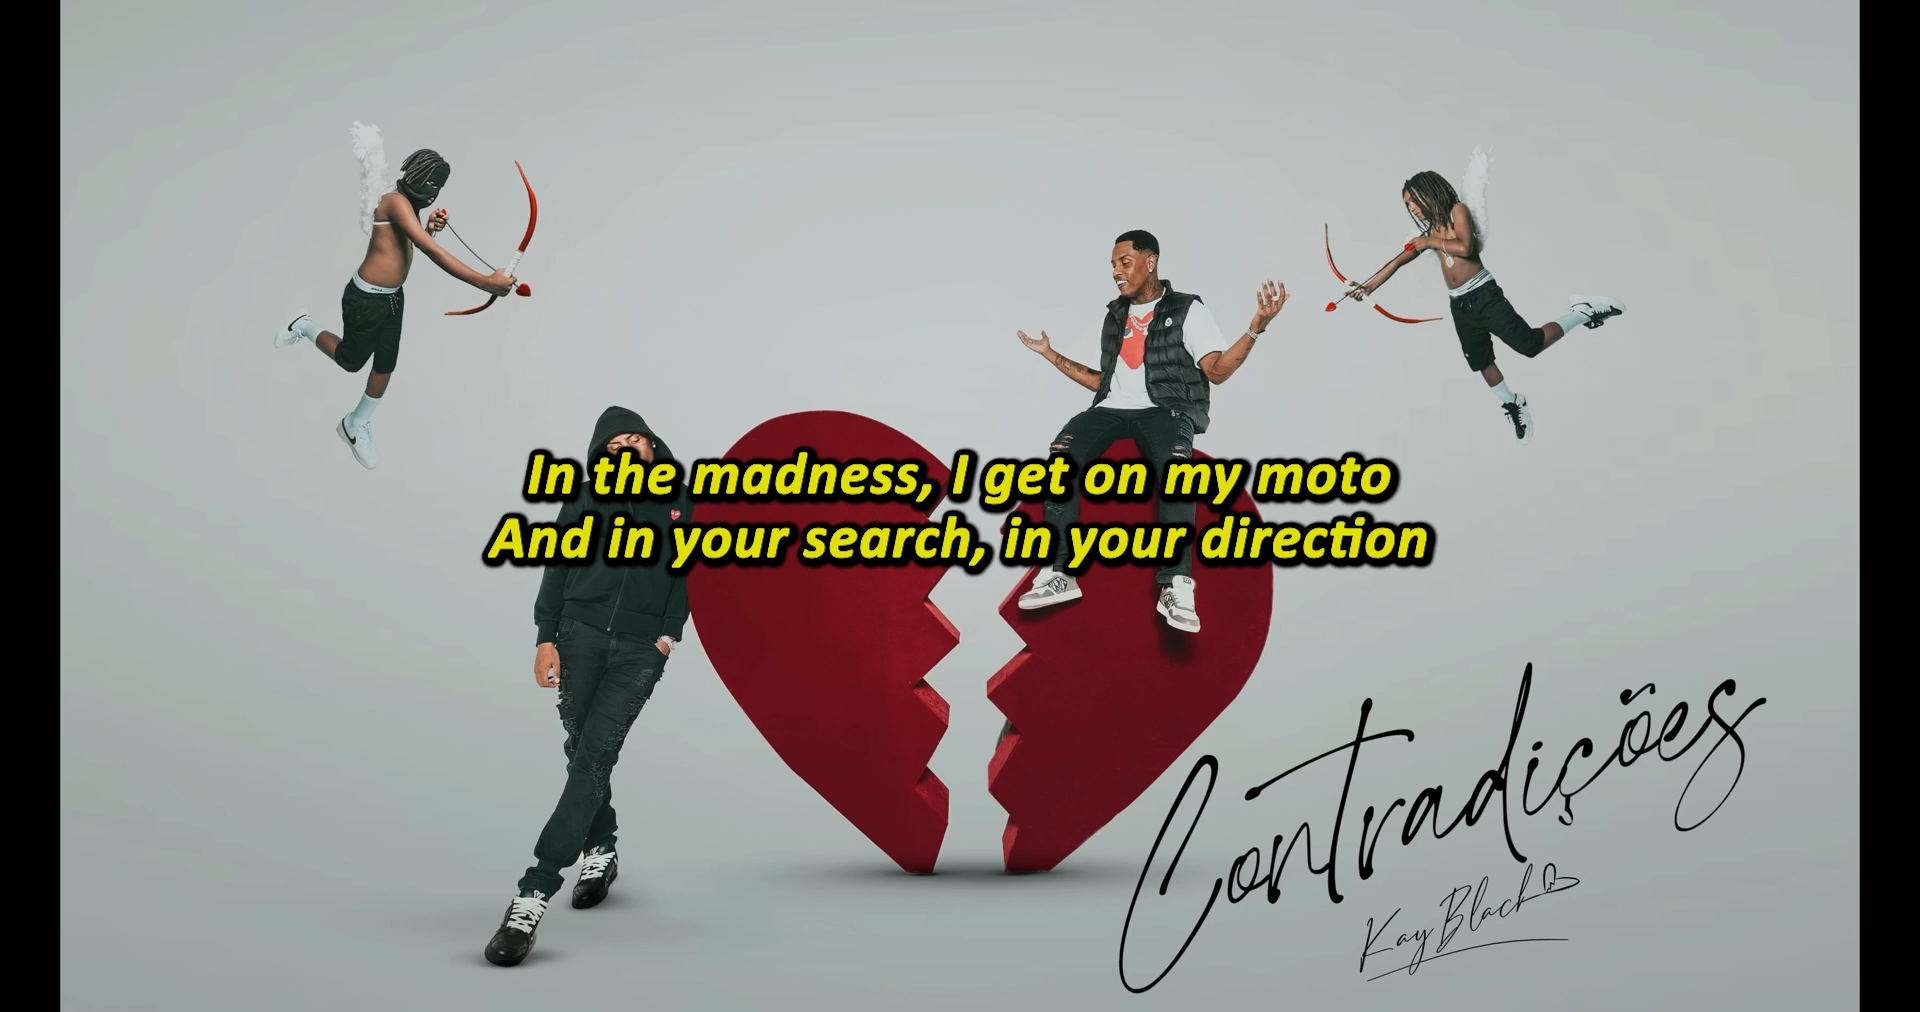 In the madness, I get on my moto
And in your search, in your direction
Contradições
Kay Black